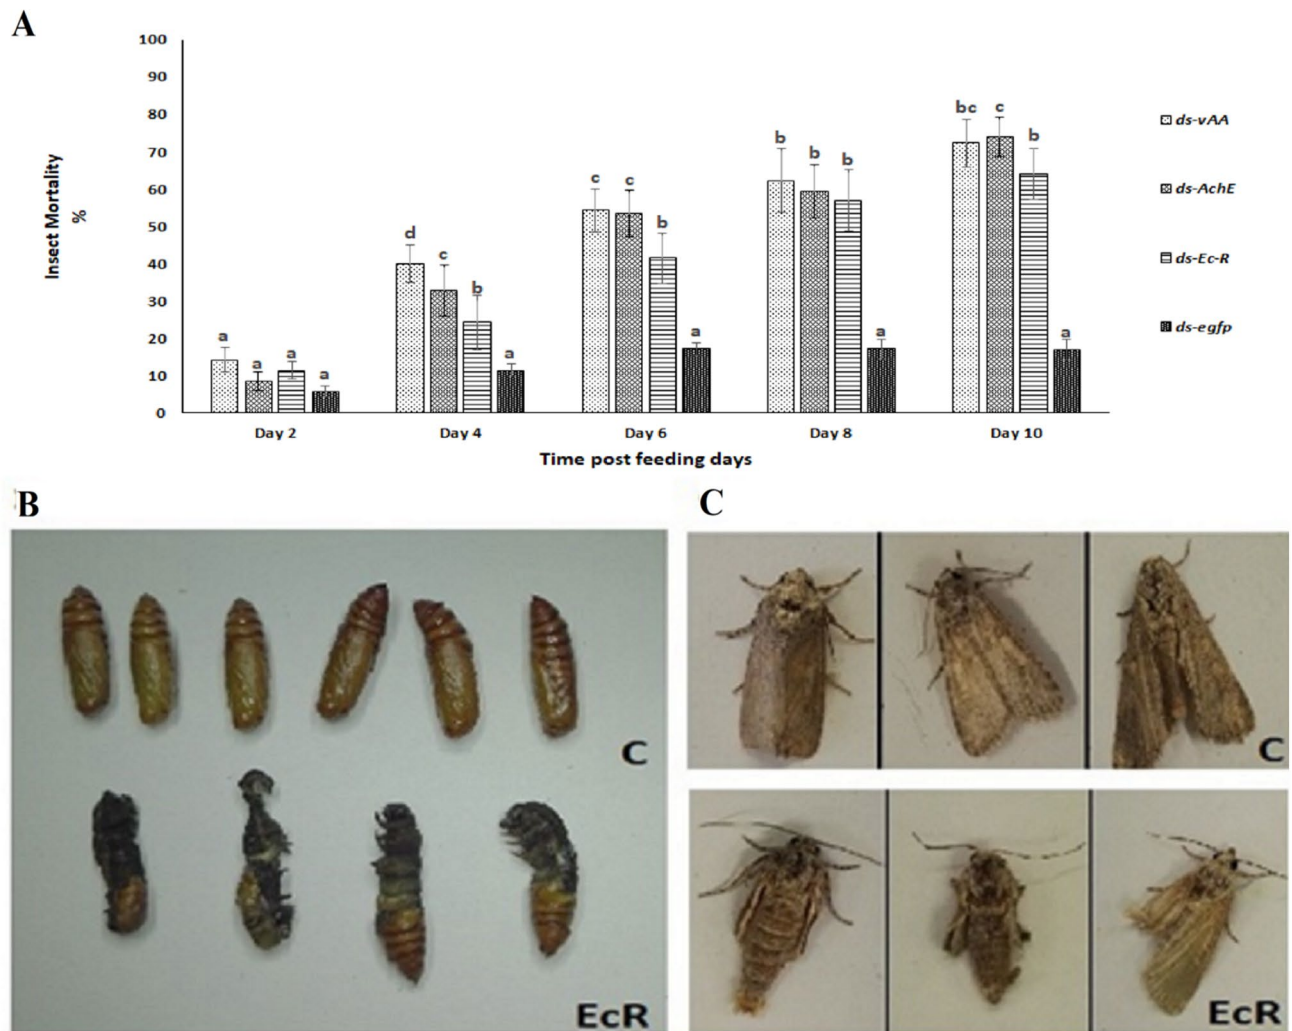 A
100
90
80
70
60
50
40
30
20
10
0
Insect Mortality
%
a a a a
d c b a
c c b a
b b b a
bc c b a
Day 2 Day 4 Day 6 Day 8 Day 10
Time post feeding days
ds-vAA
ds-AchE
ds-Ec-R
ds-egfp
B
C
EcR
C
C
EcR